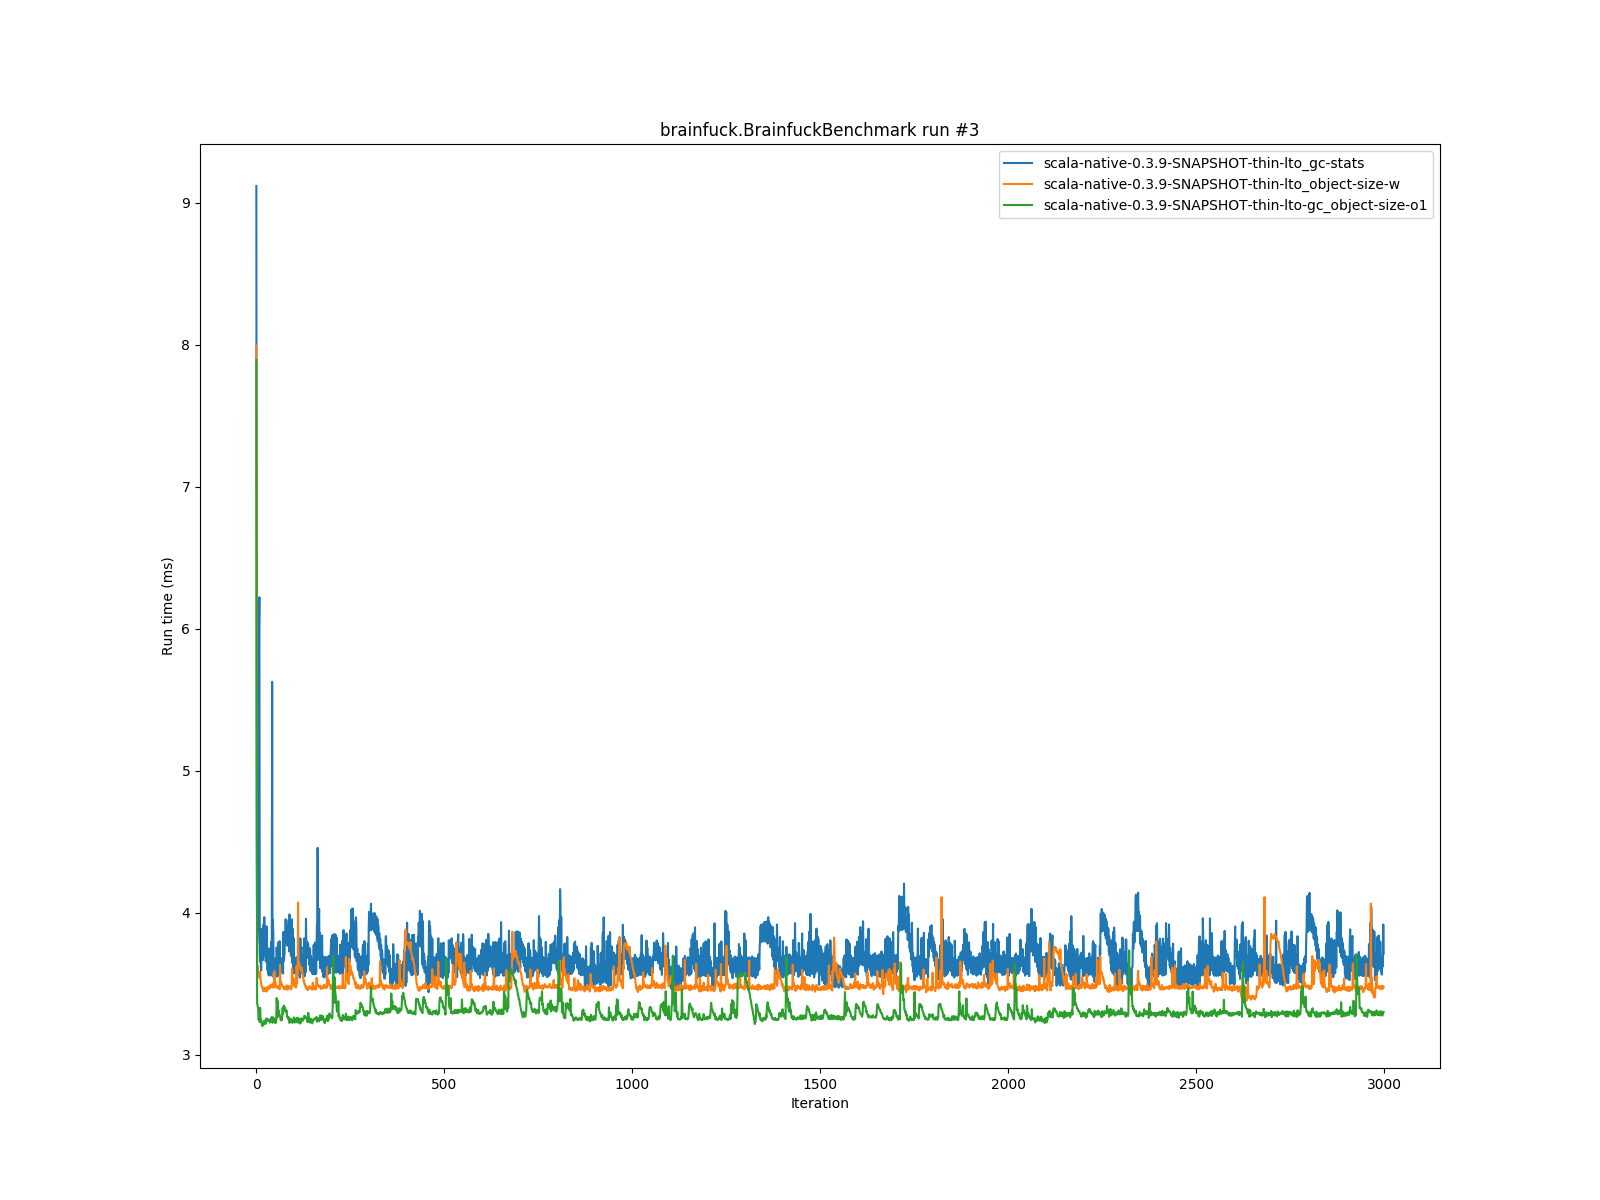 brainfuck.BrainfuckBenchmark run #3
scala-native-0.3.9-SNAPSHOT-thin-lto_gc-stats
scala-native-0.3.9-SNAPSHOT-thin-lto_object-size-w
scala-native-0.3.9-SNAPSHOT-thin-lto-gc_object-size-o1
9
8
7
6
5
4
3
Run time (ms)
0 500 1000 1500 2000 2500 3000
Iteration